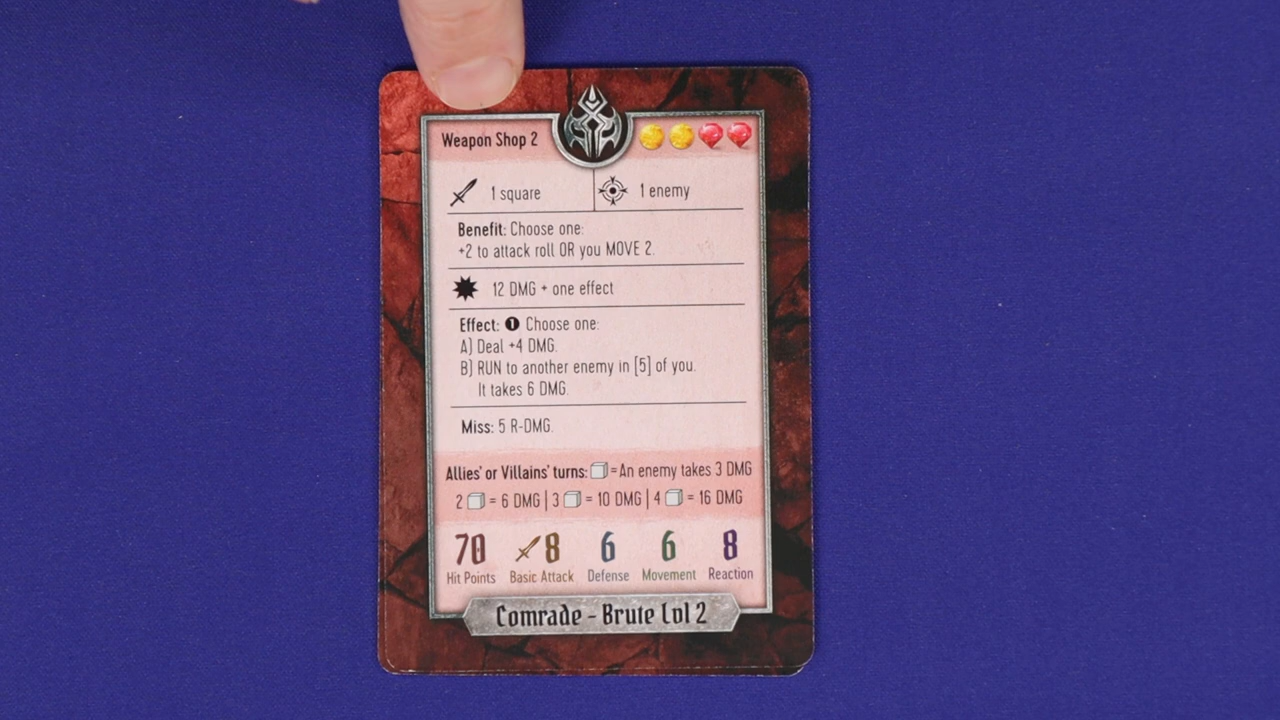 Weapon Shop 2
1 square
1 enemy
Benefit: Choose one:
+2 to attack roll OR you MOVE 2.
12 DMG + one effect
Effect: ❶ Choose one:
A) Deal +4 DMG.
B) RUN to another enemy in [5] of you.
It takes 6 DMG.
Miss: 5 R-DMG.
Allies' or Villains' turns: =An enemy takes 3 DMG
2 = 6 DMG | 3 = 10 DMG | 4 = 16 DMG
70 8 6 6 8
Hit Points Basic Attack Defense Movement Reaction
Comrade - Brute Lvl 2